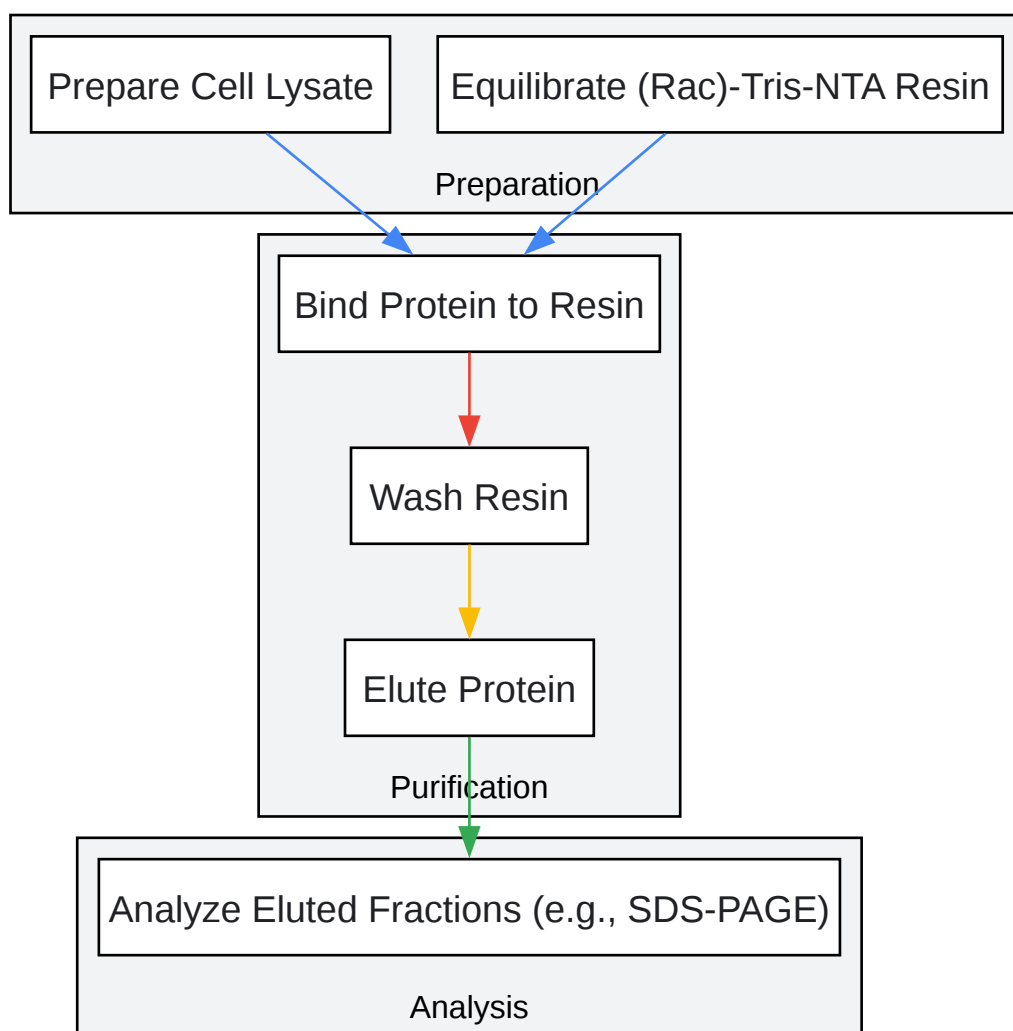 Prepare Cell Lysate
Equilibrate (Rac)-Tris-NTA Resin
Preparation
Bind Protein to Resin
Wash Resin
Elute Protein
Purification
Analyze Eluted Fractions (e.g., SDS-PAGE)
Analysis